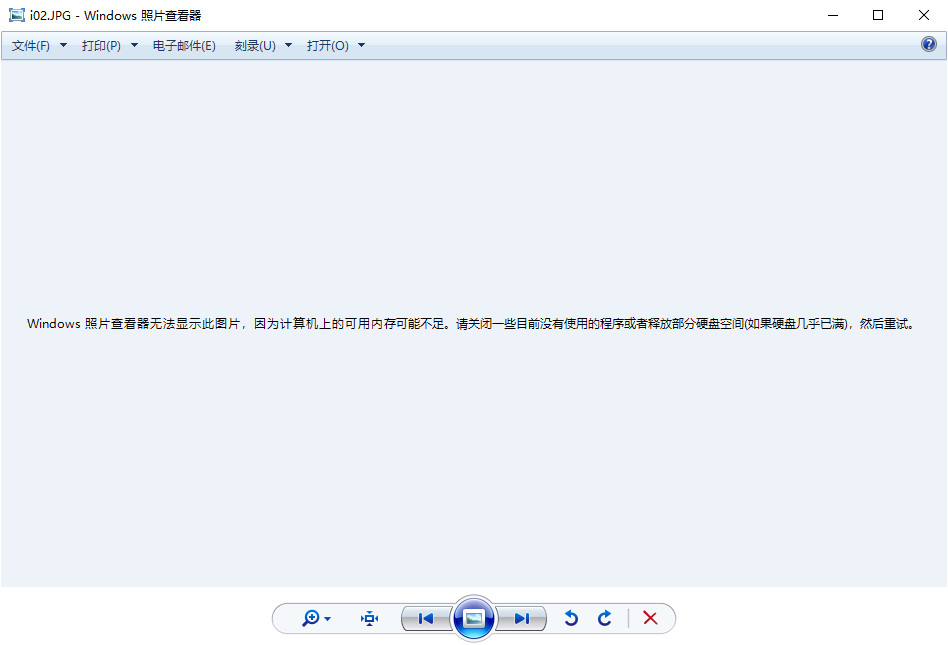 i02.JPG - Windows 照片查看器
文件(F) 打印(P) 电子邮件(E) 刻录(U) 打开(O)
Windows 照片查看器无法显示此图片，因为计算机上的可用内存可能不足。请关闭一些目前没有使用的程序或者释放部分硬盘空间(如果硬盘几乎已满)，然后重试。